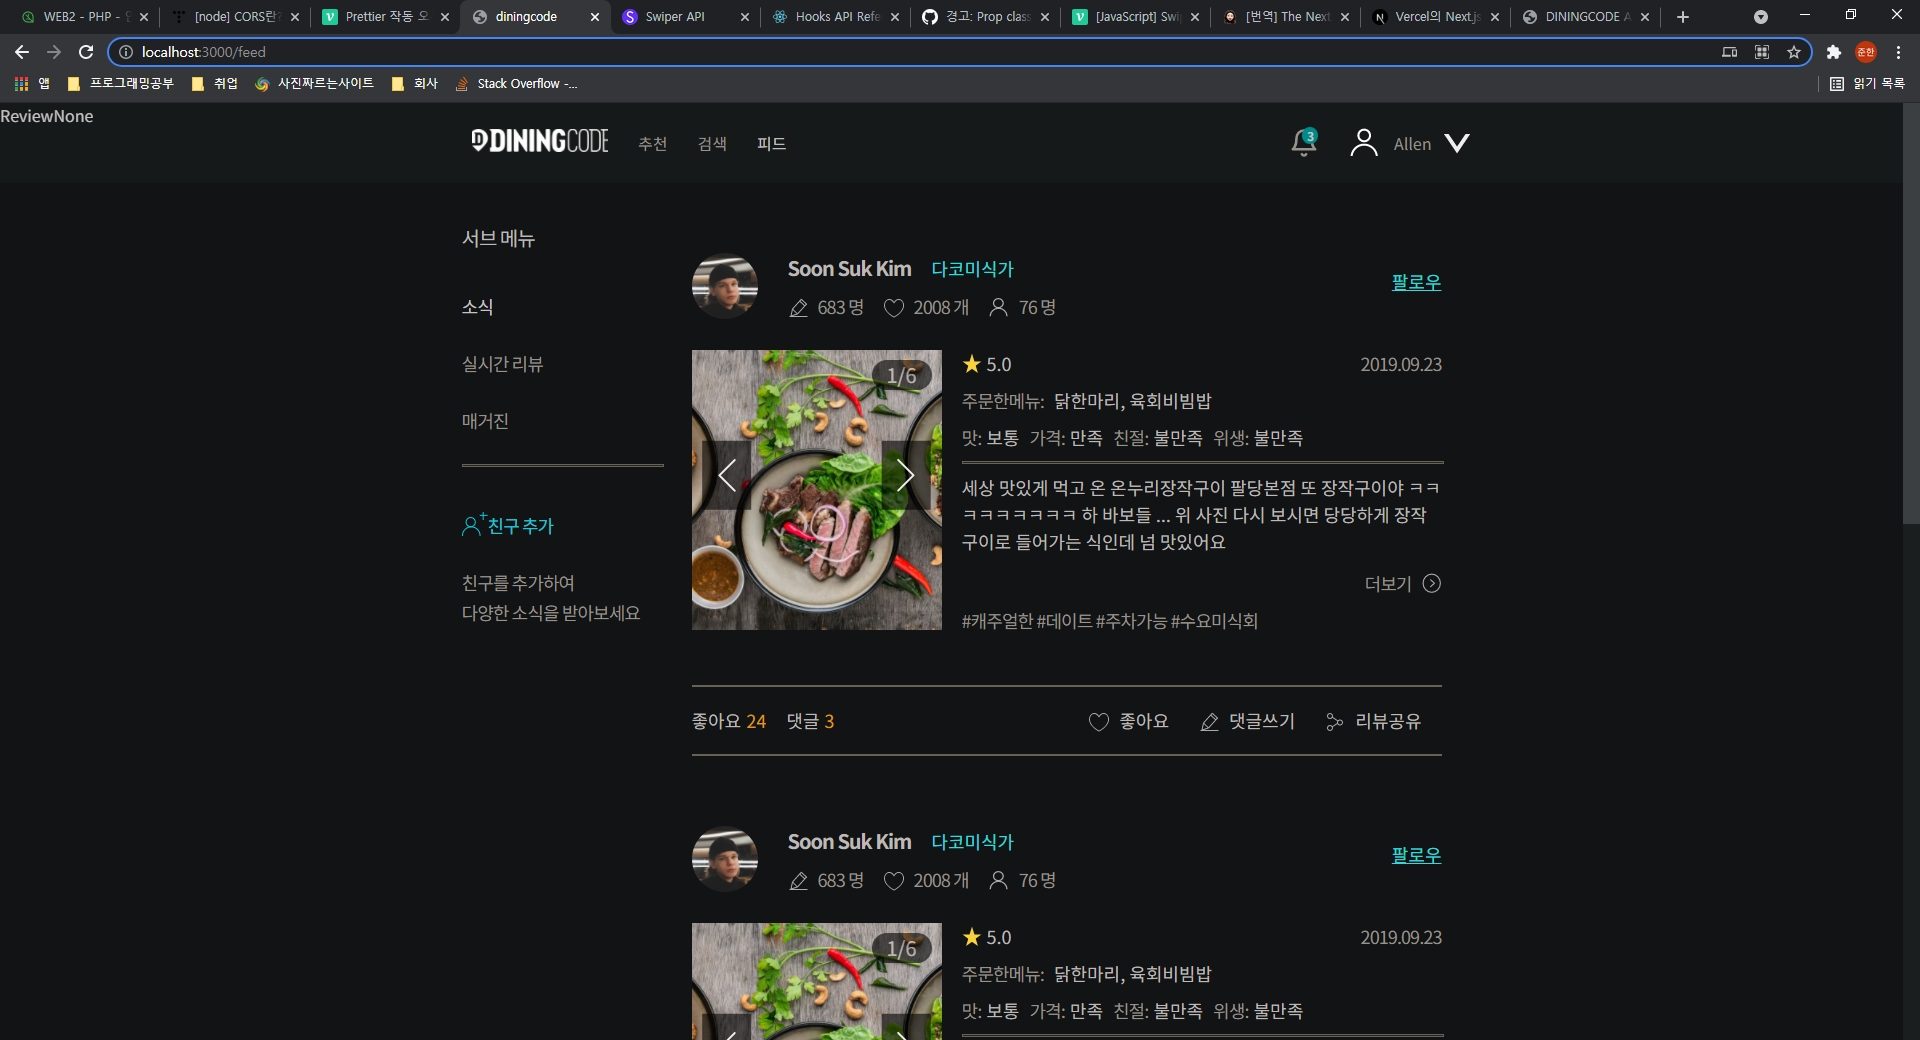 WEB2 - PHP -
[node] CORS란
Prettier 작동 오
diningcode
Swiper API
Hooks API Refe
경고: Prop class
[JavaScript] Swi
[번역] The Next
Vercel의 Next.js
DININGCODE A
localhost:3000/feed
준한
앱
프로그래밍공부
취업
사진짜르는사이트
회사
Stack Overflow -...
읽기 목록
ReviewNone
DININGCODE
추천
검색
피드
3
Allen
서브 메뉴
소식
실시간 리뷰
매거진
친구 추가
친구를 추가하여
다양한 소식을 받아보세요
Soon Suk Kim 다코미식가
683 명 2008 개 76 명
팔로우
1/6
5.0
2019.09.23
주문한메뉴: 닭한마리, 육회비빔밥
맛: 보통 가격: 만족 친절: 불만족 위생: 불만족
세상 맛있게 먹고 온 온누리장작구이 팔당본점 또 장작구이야 ㅋㅋ
ㅋㅋㅋㅋㅋㅋㅋ 하 바보들 ... 위 사진 다시 보시면 당당하게 장작
구이로 들어가는 식인데 넘 맛있어요
더보기
#캐주얼한 #데이트 #주차가능 #수요미식회
좋아요 24 댓글 3
좋아요 댓글쓰기 리뷰공유
Soon Suk Kim 다코미식가
683 명 2008 개 76 명
팔로우
1/6
5.0
2019.09.23
주문한메뉴: 닭한마리, 육회비빔밥
맛: 보통 가격: 만족 친절: 불만족 위생: 불만족